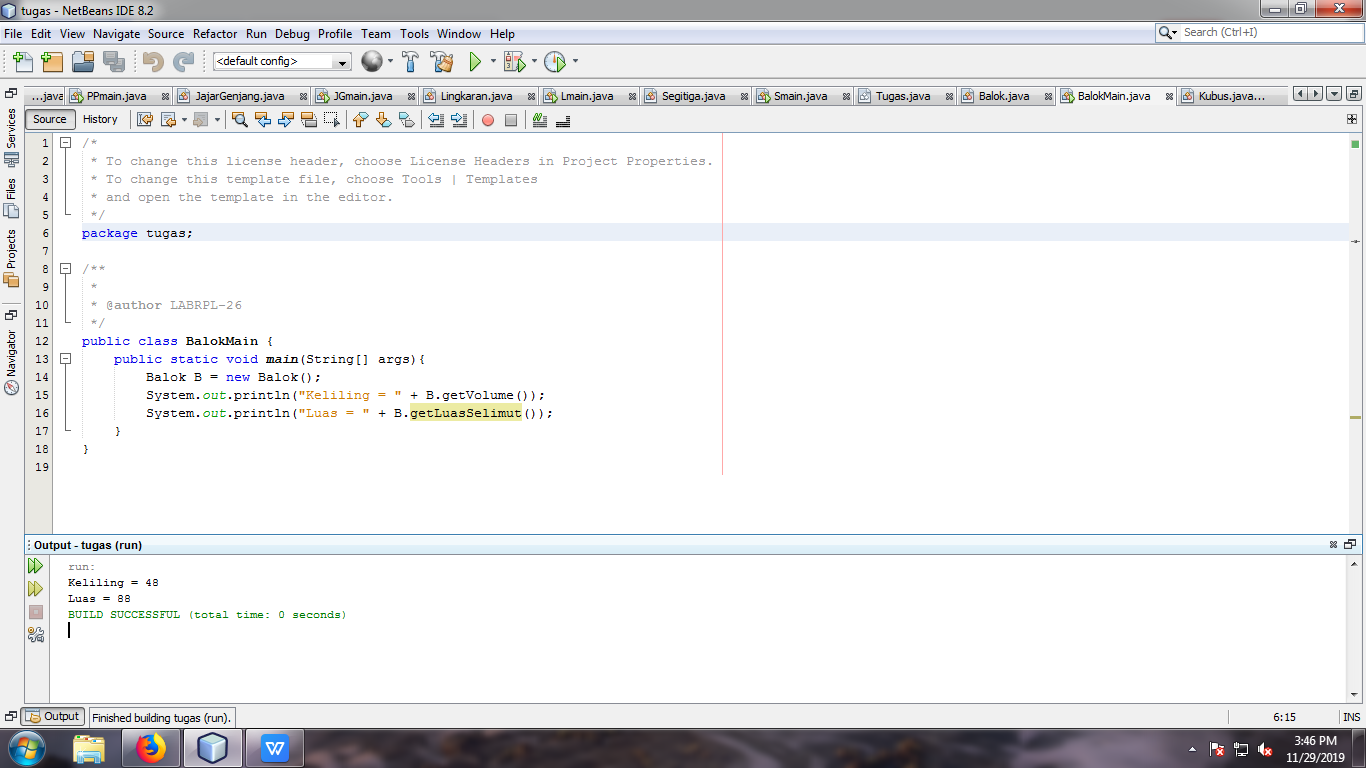 tugas - NetBeans IDE 8.2
File Edit View Navigate Source Refactor Run Debug Profile Team Tools Window Help
Search (Ctrl+I)
<default config>
...java PPmain.java JajarGenjang.java JGmain.java Lingkaran.java Lmain.java Segitiga.java Smain.java Tugas.java Balok.java BalokMain.java Kubus.java...
Source History
Services
Files
Projects
Navigator
1 /*
2 * To change this license header, choose License Headers in Project Properties.
3 * To change this template file, choose Tools | Templates
4 * and open the template in the editor.
5 */
6 package tugas;
7
8 /**
9 *
10 * @author LABRPL-26
11 */
12 public class BalokMain {
13 public static void main(String[] args){
14 Balok B = new Balok();
15 System.out.println("Keliling = " + B.getVolume());
16 System.out.println("Luas = " + B.getLuasSelimut());
17 }
18 }
19
Output - tugas (run)
run:
Keliling = 48
Luas = 88
BUILD SUCCESSFUL (total time: 0 seconds)
Output Finished building tugas (run). 6:15 INS
3:46 PM
11/29/2019